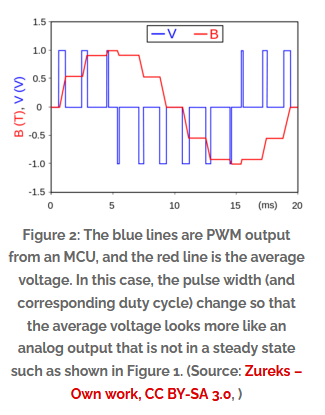 V B
1.0
0.5
0
-0.5
-1.0
-1.5
B (T), V (V)
0 5 10 15 (ms) 20
Figure 2: The blue lines are PWM output
from an MCU, and the red line is the average
voltage. In this case, the pulse width (and
corresponding duty cycle) change so that
the average voltage looks more like an
analog output that is not in a steady state
such as shown in Figure 1. (Source: Zureks –
Own work, CC BY-SA 3.0, )